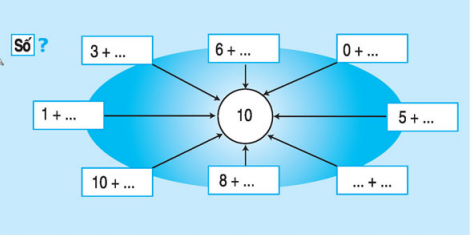 Số ?
3 + ...
6 + ...
0 + ...
1 + ...
10
5 + ...
10 + ...
8 + ...
... + ...